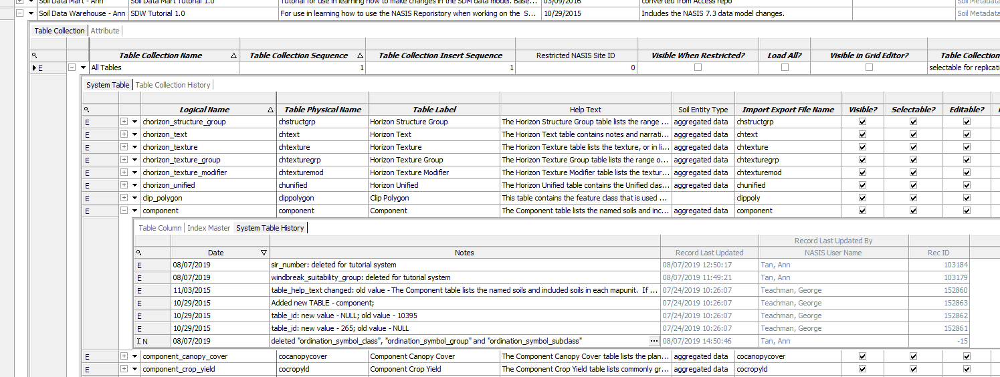 Soil Data Mart - Ann Soil Data Mart Tutorial 1.0 Tutorial for use in learning how to make changes in the SDM data model. Base... 03/09/2016 converted from Access repo Soil Metadata
Soil Data Warehouse - Ann SDW Tutorial 1.0 For use in learning how to use the NASIS Reporistory when working on the S... 10/29/2015 Includes the NASIS 7.3 data model changes. Soil Metadata
Table Collection Attribute
Table Collection Name Table Collection Sequence Table Collection Insert Sequence Restricted NASIS Site ID Visible When Restricted? Load All? Visible in Grid Editor? Table Collection
E All Tables 1 1 0 selectable for replicati
System Table Table Collection History
Logical Name Table Physical Name Table Label Help Text Soil Entity Type Import Export File Name Visible? Selectable? Editable?
E chorizon_structure_group chstructgrp Horizon Structure Group The Horizon Structure Group table lists the range ... aggregated data chstructgrp
E chorizon_text chtext Horizon Text The Horizon Text table contains notes and narrati... aggregated data chtext
E chorizon_texture chtexture Horizon Texture The Horizon Texture table lists the texture, or in li... aggregated data chtexture
E chorizon_texture_group chtexturegrp Horizon Texture Group The Horizon Texture Group table lists the range o... aggregated data chtexturegrp
E chorizon_texture_modifier chtexturemod Horizon Texture Modifier The Horizon Texture Modifier table lists the textur... aggregated data chtexturemod
E chorizon_unified chunified Horizon Unified The Horizon Unified table contains the Unified clas... aggregated data chunified
E clip_polygon clippolygon Clip Polygon This table contains the feature class that is used ... clippoly
E component component Component The Component table lists the named soils and inc... aggregated data component
Table Column Index Master System Table History
Record Last Updated By
Date Notes Record Last Updated NASIS User Name Rec ID
E 08/07/2019 sir_number: deleted for tutorial system 08/07/2019 12:50:17 Tan, Ann 103184
E 08/07/2019 windbreak_suitability_group: deleted for tutorial system 08/07/2019 11:49:21 Tan, Ann 103179
E 11/03/2015 table_help_text changed: old value - The Component table lists the named soils and included soils in each mapunit. If ... 07/24/2019 10:26:07 Teachman, George 152860
E 10/29/2015 Added new TABLE - component; 07/24/2019 10:26:07 Teachman, George 152863
E 10/29/2015 table_id: new value - NULL; old value - 10395 07/24/2019 10:26:07 Teachman, George 152862
E 10/29/2015 table_id: new value - 265; old value - NULL 07/24/2019 10:26:07 Teachman, George 152861
N 08/07/2019 deleted "ordination_symbol_class", "ordination_symbol_group" and "ordination_symbol_subclass" ... 08/07/2019 14:50:46 Tan, Ann -15
E component_canopy_cover cocanopycover Component Canopy Cover The Component Canopy Cover table lists the plan... aggregated data cocanopycover
E component_crop_yield cocropyld Component Crop Yield The Component Crop Yield table lists commonly gr... aggregated data cocropyld